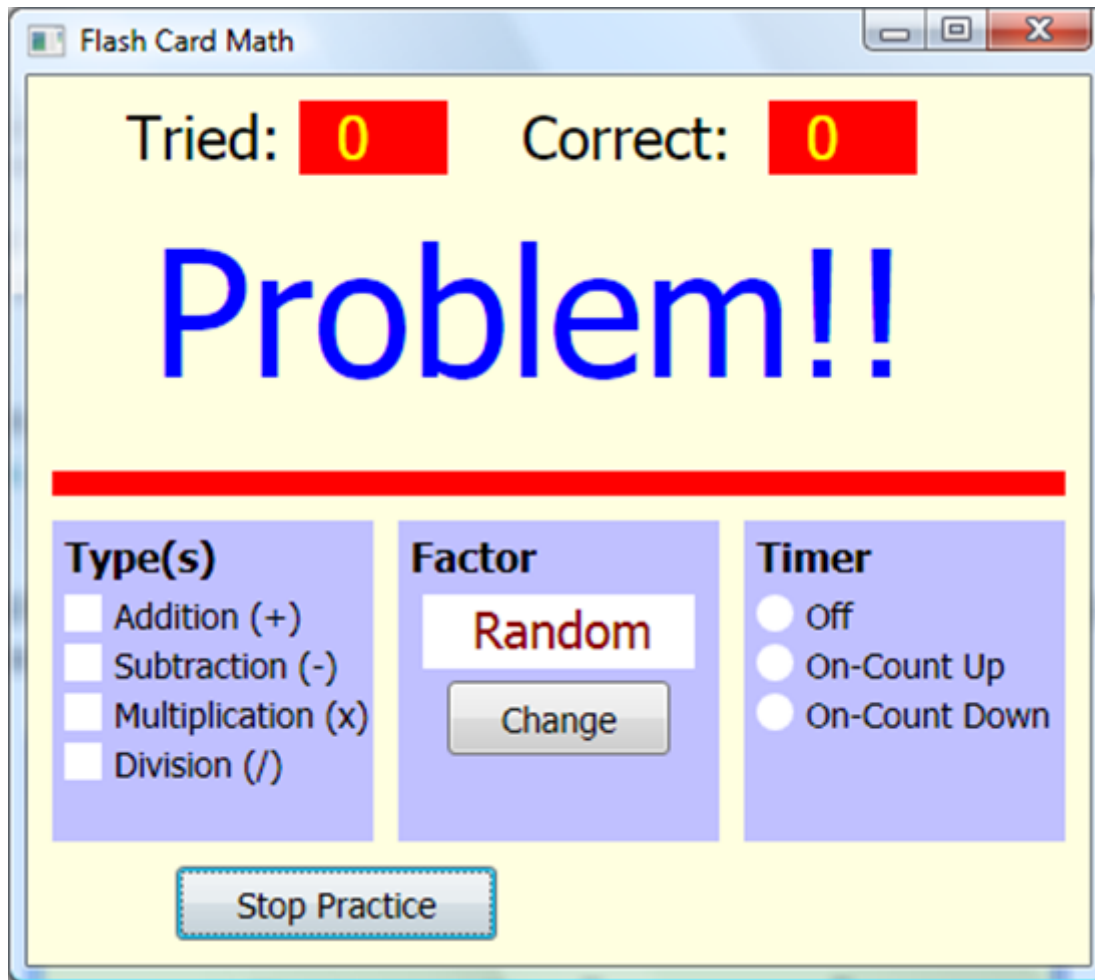 Flash Card Math
Tried: 0 Correct: 0
Problem!!
Type(s)
Addition (+)
Subtraction (-)
Multiplication (x)
Division (/)
Factor
Random
Change
Timer
Off
On-Count Up
On-Count Down
Stop Practice